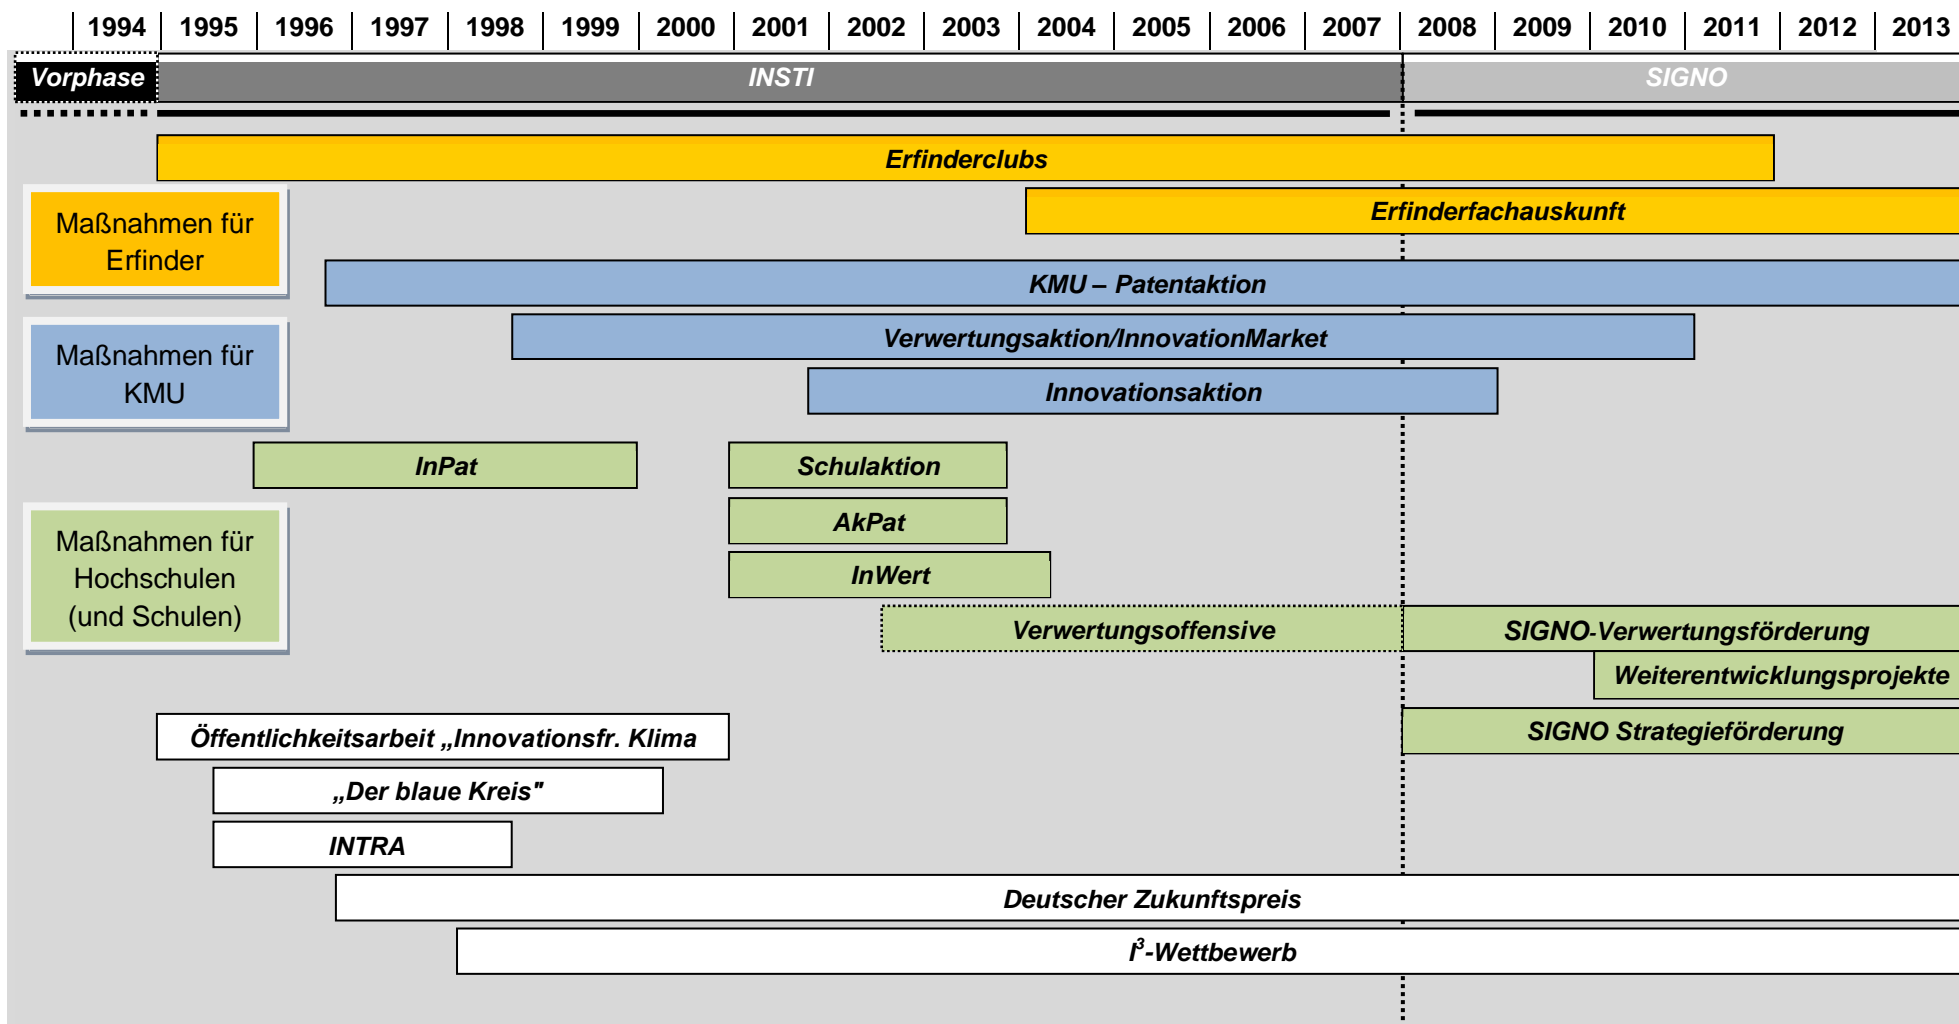 1994 1995 1996 1997 1998 1999 2000 2001 2002 2003 2004 2005 2006 2007 2008 2009 2010 2011 2012 2013
Vorphase INSTI SIGNO
Erfinderclubs
Erfinderfachauskunft
Maßnahmen für
Erfinder
KMU – Patentaktion
Verwertungsaktion/InnovationMarket
Maßnahmen für
KMU
Innovationsaktion
InPat Schulaktion
AkPat
Maßnahmen für
Hochschulen
(und Schulen)
InWert
Verwertungsoffensive SIGNO-Verwertungsförderung
Weiterentwicklungsprojekte
Öffentlichkeitsarbeit „Innovationsfr. Klima SIGNO Strategieförderung
„Der blaue Kreis"
INTRA
Deutscher Zukunftspreis
I³-Wettbewerb